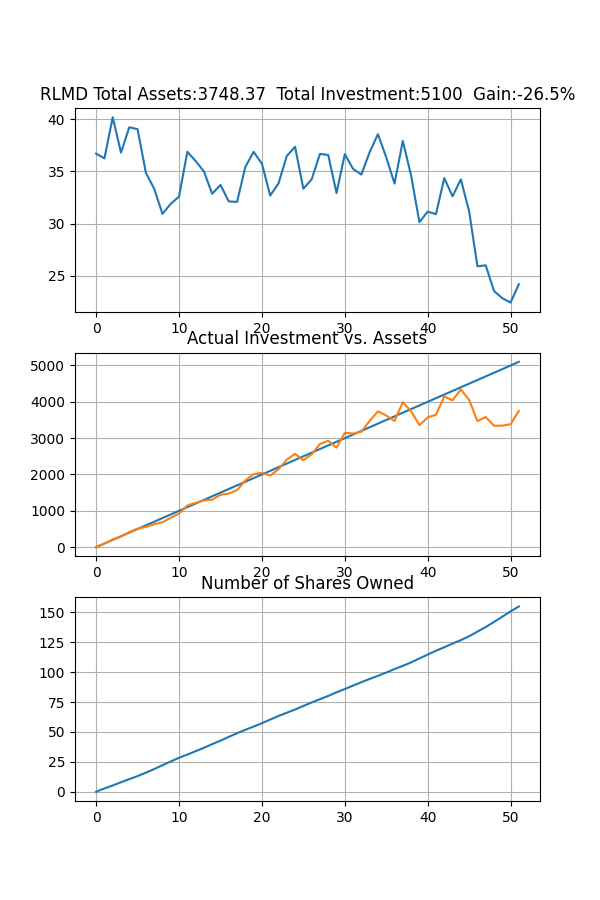 RLMD Total Assets:3748.37  Total Investment:5100  Gain:-26.5%
40
35
30
25
0 10 20 30 40 50
Actual Investment vs. Assets
5000
4000
3000
2000
1000
0
0 10 20 30 40 50
Number of Shares Owned
150
125
100
75
50
25
0
0 10 20 30 40 50